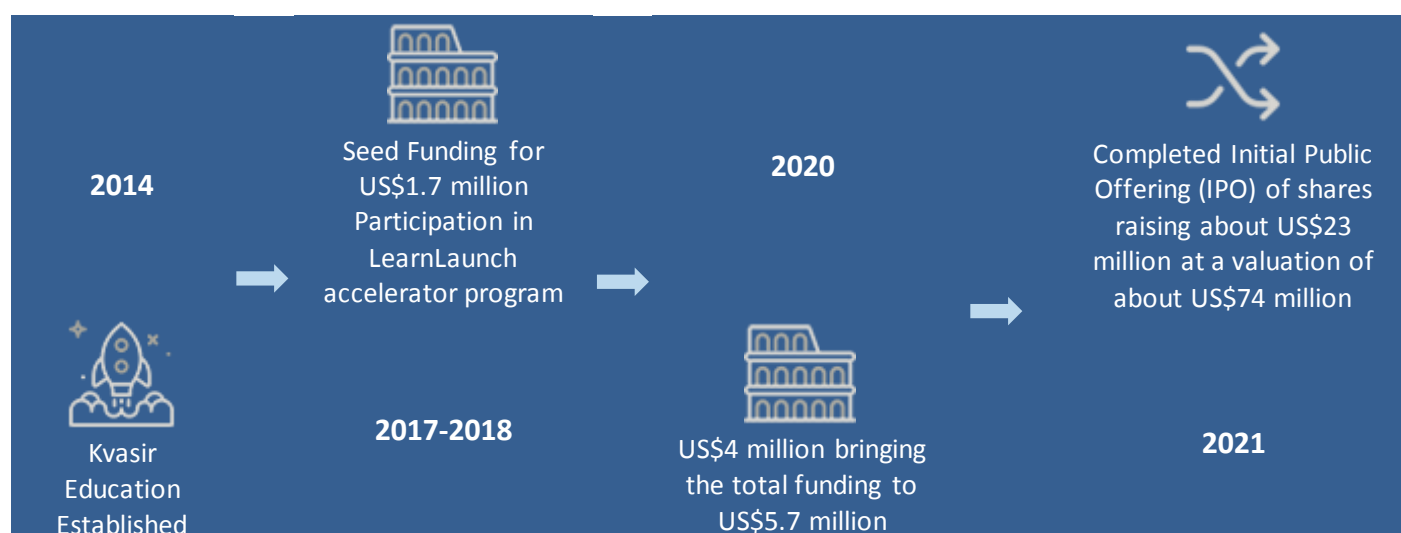 2014
Kvasir
Education
Established
Seed Funding for
US$1.7 million
Participation in
LearnLaunch
accelerator program
2017-2018
2020
US$4 million bringing
the total funding to
US$5.7 million
Completed Initial Public
Offering (IPO) of shares
raising about US$23
million at a valuation of
about US$74 million
2021